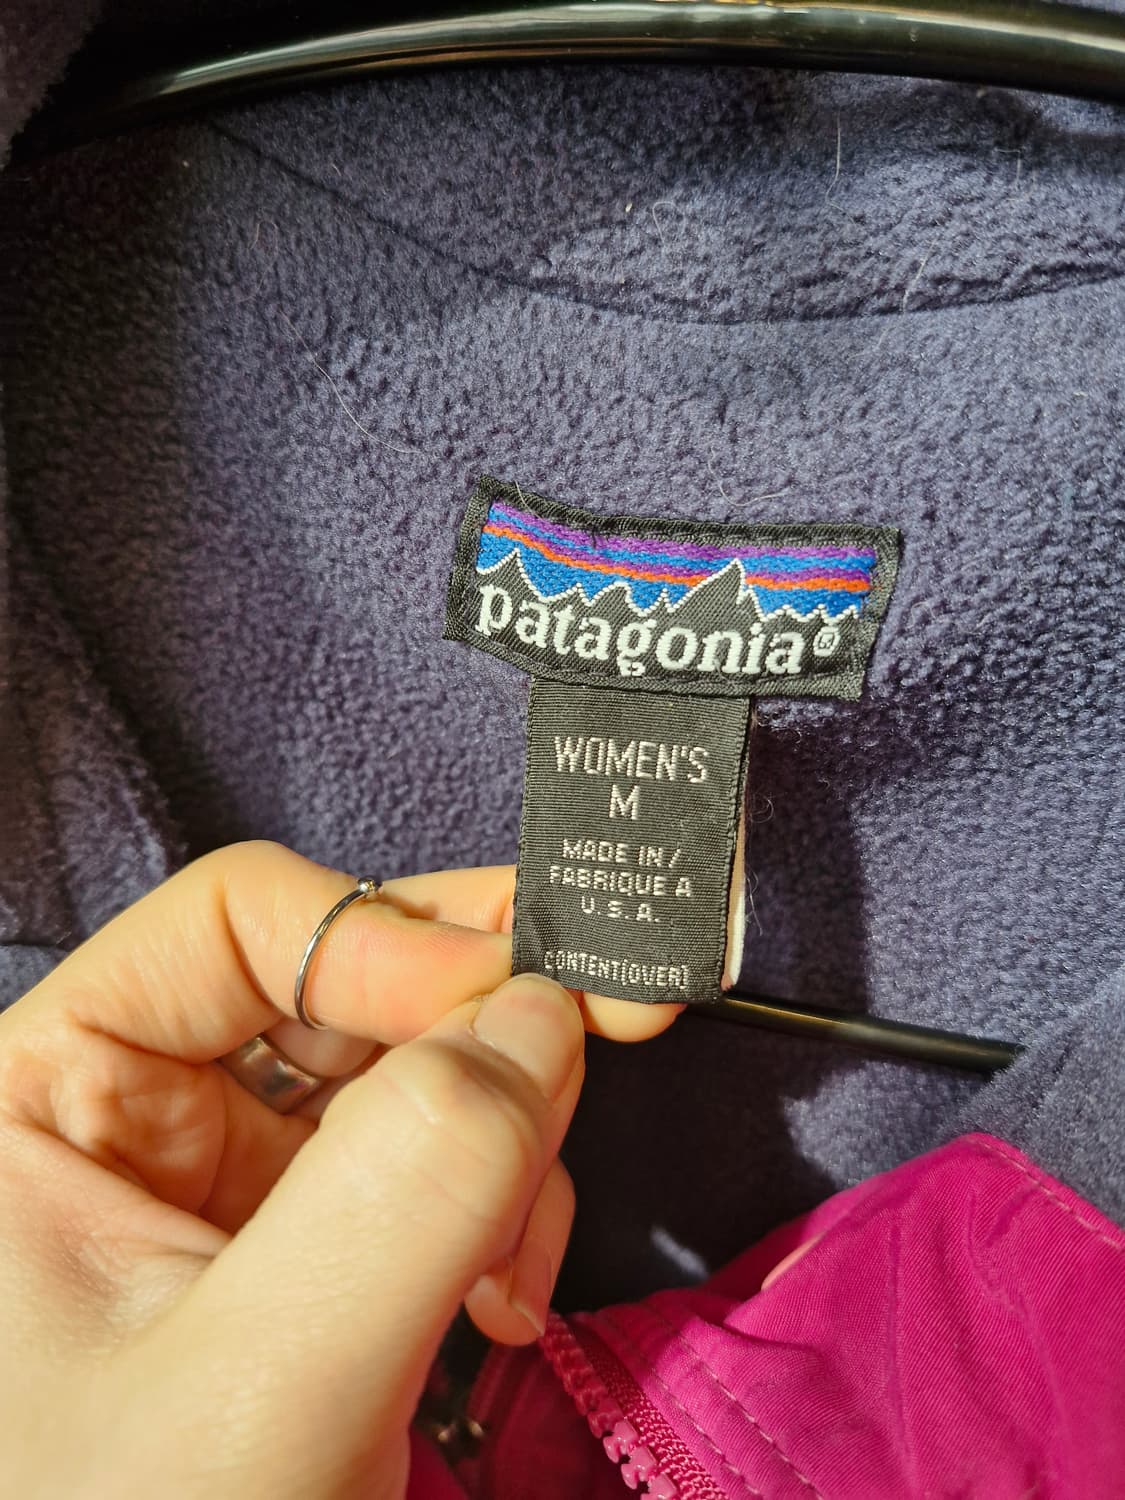 patagonia®
WOMEN'S
M
MADE IN /
FABRIQUE A
U.S.A.
CONTENT(OVER)